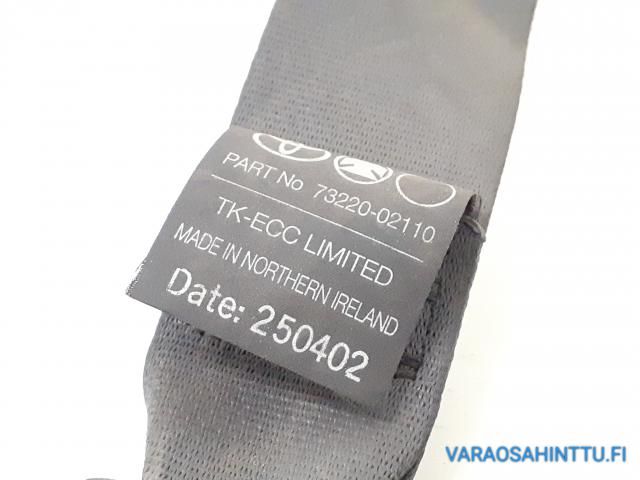 PART No 73220-02110
TK-ECC LIMITED
MADE IN NORTHERN IRELAND
Date: 250402
VARAOSAHINTTU.FI